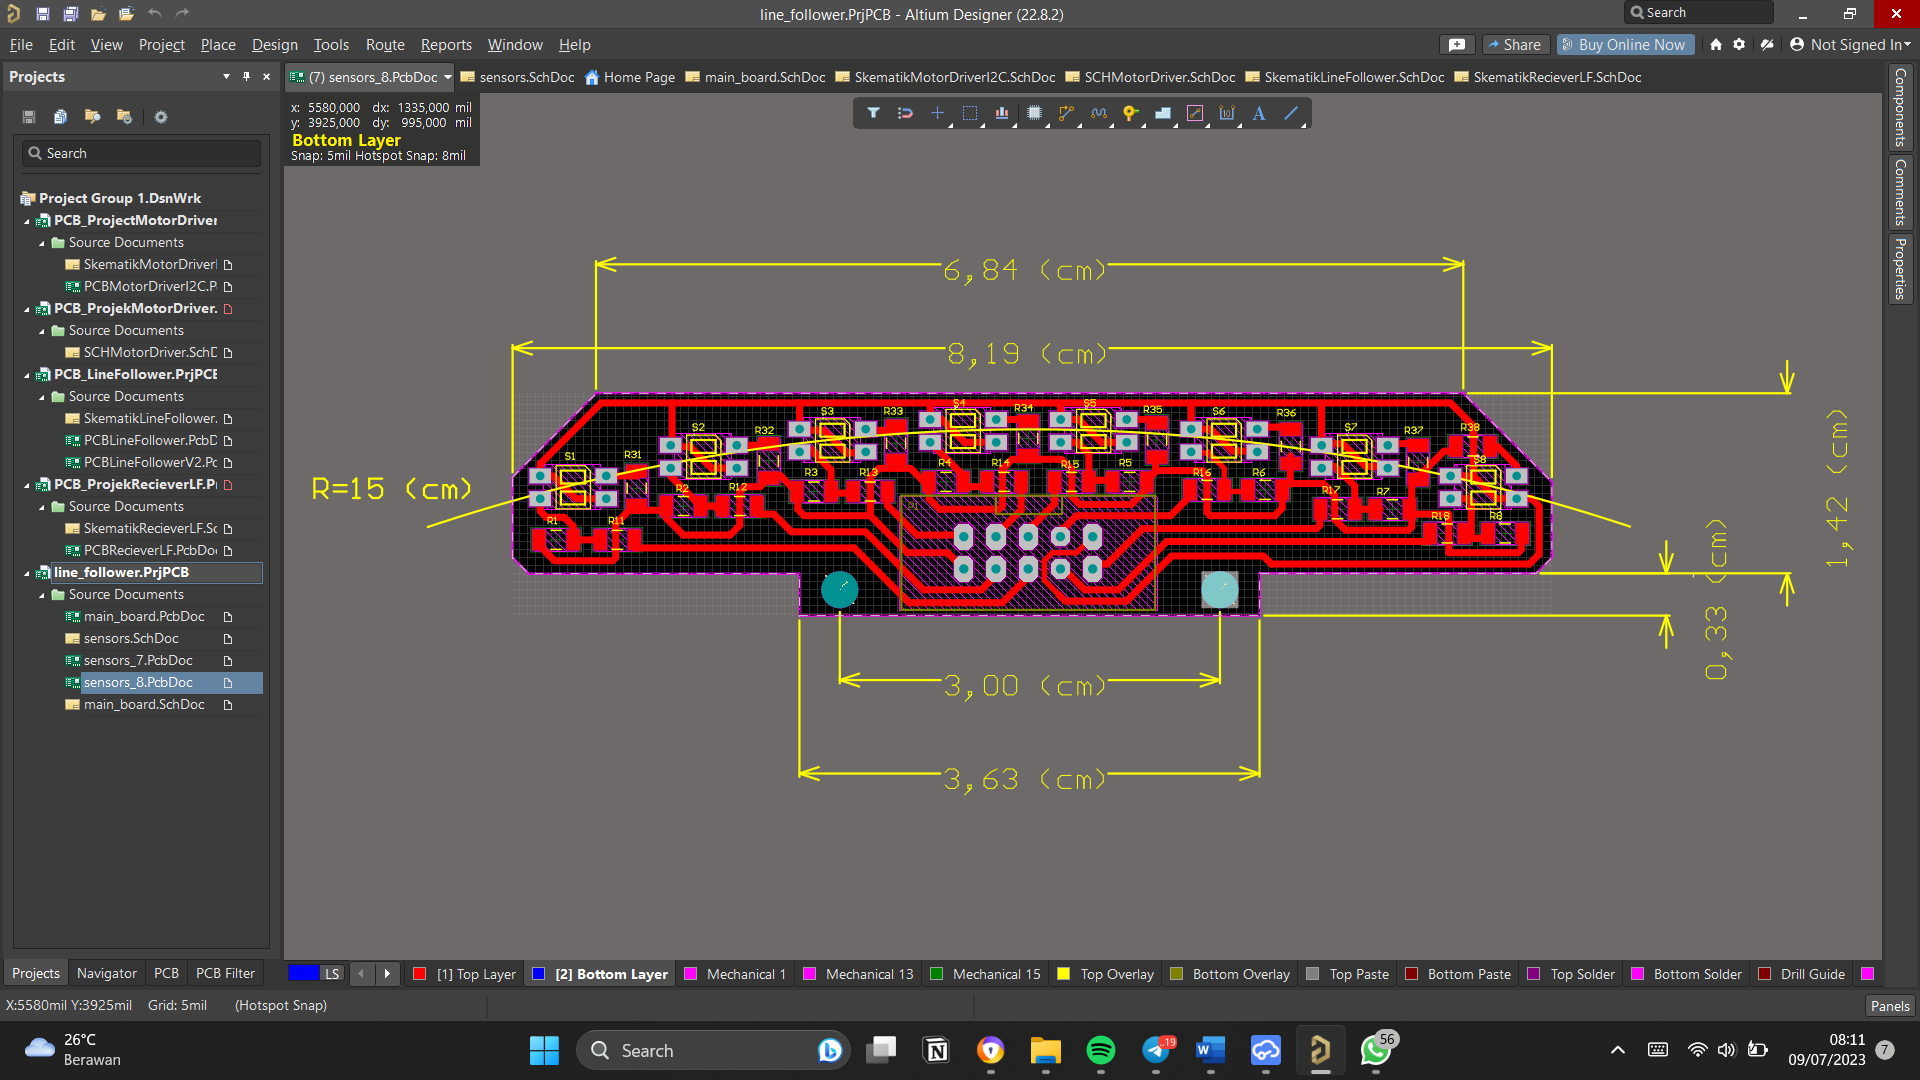 line_follower.PrjPCB - Altium Designer (22.8.2)
Search
File Edit View Project Place Design Tools Route Reports Window Help
Share
Buy Online Now
Not Signed In
Projects
(7) sensors_8.PcbDoc
sensors.SchDoc
Home Page
main_board.SchDoc
SkematikMotorDriverI2C.SchDoc
SCHMotorDriver.SchDoc
SkematikLineFollower.SchDoc
SkematikRecieverLF.SchDoc
x: 5580,000 dx: 1335,000 mil
y: 3925,000 dy: 995,000 mil
Bottom Layer
Snap: 5mil Hotspot Snap: 8mil
Search
Project Group 1.DsnWrk
PCB_ProjectMotorDriver
Source Documents
SkematikMotorDriverI
PCBMotorDriverI2C.P
PCB_ProjekMotorDriver.
Source Documents
SCHMotorDriver.SchD
PCB_LineFollower.PrjPCB
Source Documents
SkematikLineFollower.
PCBLineFollower.PcbD
PCBLineFollowerV2.Pc
PCB_ProjekRecieverLF.Pr
Source Documents
SkematikRecieverLF.Sc
PCBRecieverLF.PcbDoc
line_follower.PrjPCB
Source Documents
main_board.PcbDoc
sensors.SchDoc
sensors_7.PcbDoc
sensors_8.PcbDoc
main_board.SchDoc
Components
Comments
Properties
6,84 (cm)
8,19 (cm)
R=15 (cm)
1,42 (cm)
0,33 (cm)
3,00 (cm)
3,63 (cm)
S1 S2 S3 S4 S5 S6 S7 S8
R31 R32 R33 R34 R35 R36 R37 R38
R1 R11 R2 R12 R3 R13 R4 R14 R15 R5 R16 R6 R17 R7 R18 R8
Projects Navigator PCB PCB Filter
LS
[1] Top Layer
[2] Bottom Layer
Mechanical 1
Mechanical 13
Mechanical 15
Top Overlay
Bottom Overlay
Top Paste
Bottom Paste
Top Solder
Bottom Solder
Drill Guide
X:5580mil Y:3925mil Grid: 5mil (Hotspot Snap)
Panels
26°C
Berawan
Search
19
56
08:11
09/07/2023
7